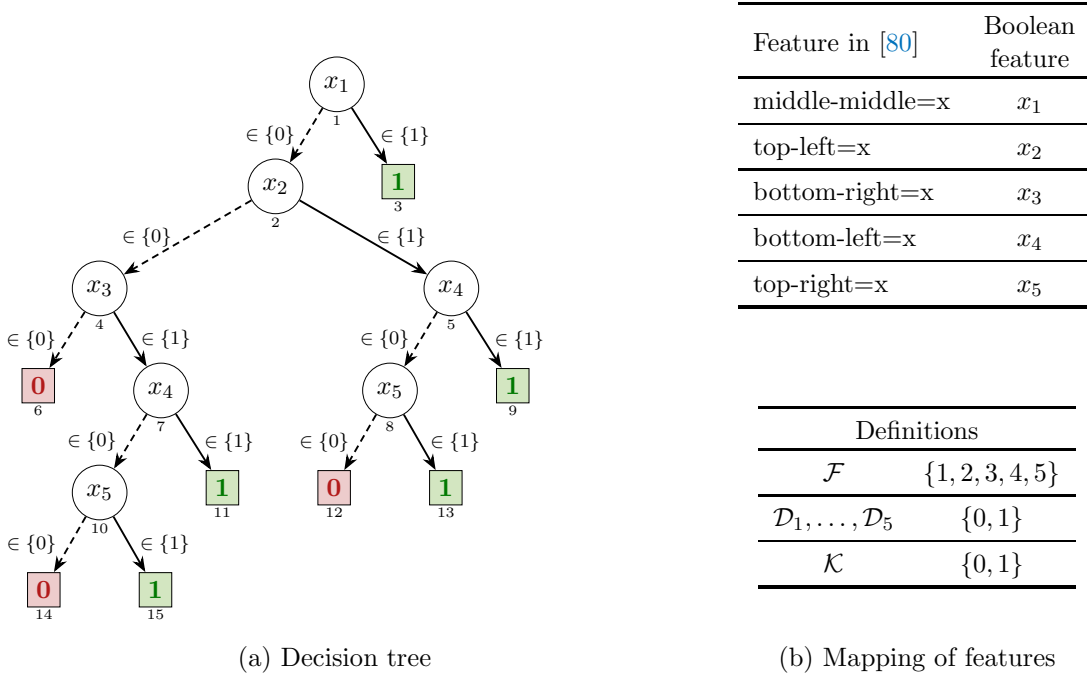 x₁
1
∈ {0} ∈ {1}
x₂ 1
2 3
∈ {0} ∈ {1}
x₃ x₄
4 5
∈ {0} ∈ {1} ∈ {0} ∈ {1}
0 x₄ x₅ 1
6 7 8 9
∈ {0} ∈ {1} ∈ {0} ∈ {1}
x₅ 1 0 1
10 11 12 13
∈ {0} ∈ {1}
0 1
14 15
(a) Decision tree
Feature in [80] Boolean
feature
middle-middle=x x₁
top-left=x x₂
bottom-right=x x₃
bottom-left=x x₄
top-right=x x₅
Definitions
ℱ {1, 2, 3, 4, 5}
𝒟₁, . . . , 𝒟₅ {0, 1}
𝒦 {0, 1}
(b) Mapping of features